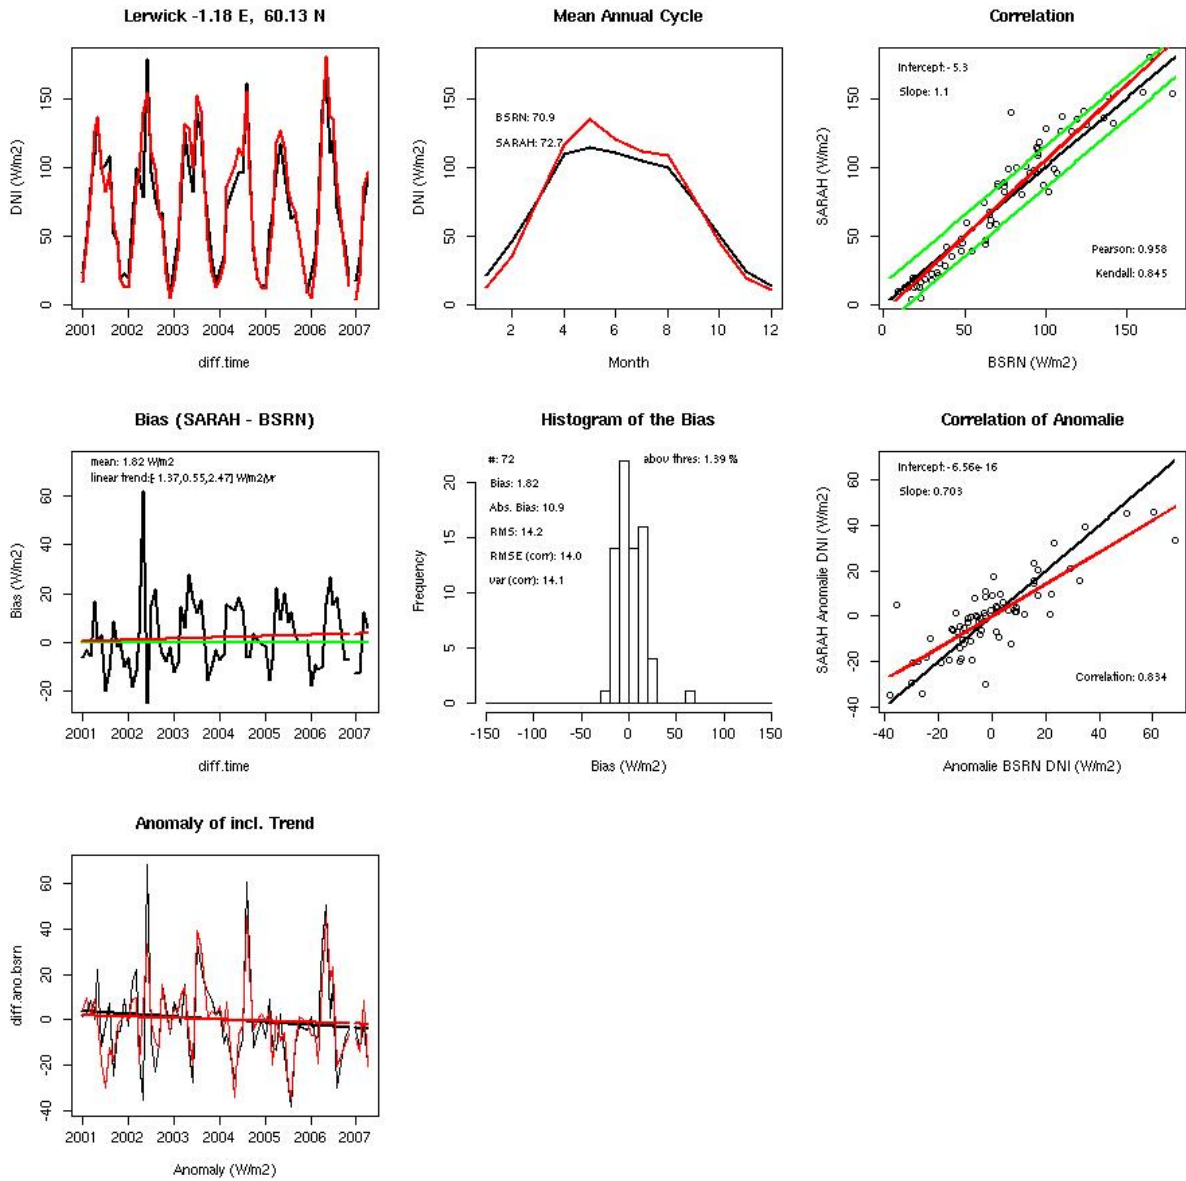 Lerwick -1.18 E, 60.13 N
DNI (W/m2)
0 50 100 150
2001 2002 2003 2004 2005 2006 2007
diff.time
Mean Annual Cycle
BSRN: 70.9
SARAH: 72.7
DNI (W/m2)
0 50 100 150
2 4 6 8 10 12
Month
Correlation
Intercept:-5.3
Slope: 1.1
Pearson: 0.958
Kendall: 0.845
SARAH (W/m2)
0 50 100 150
0 50 100 150
BSRN (W/m2)
Bias (SARAH - BSRN)
mean: 1.82 W/m2
linear trend:[-1.37,0.55,2.47] W/m2/yr
Bias (W/m2)
-20 0 20 40 60
2001 2002 2003 2004 2005 2006 2007
diff.time
Histogram of the Bias
#: 72
abov thres: 1.39 %
Bias: 1.82
Abs. Bias: 10.9
RMS: 14.2
RMSE (corr): 14.0
var (corr): 14.1
Frequency
0 5 10 15 20
-150 -100 -50 0 50 100 150
Bias (W/m2)
Correlation of Anomalie
Intercept:-6.56e-16
Slope: 0.703
Correlation: 0.834
SARAH Anomalie DNI (W/m2)
-40 -20 0 20 40 60
-40 -20 0 20 40 60
Anomalie BSRN DNI (W/m2)
Anomaly of incl. Trend
diff.ano.bsrn
-40 -20 0 20 40 60
2001 2002 2003 2004 2005 2006 2007
Anomaly (W/m2)